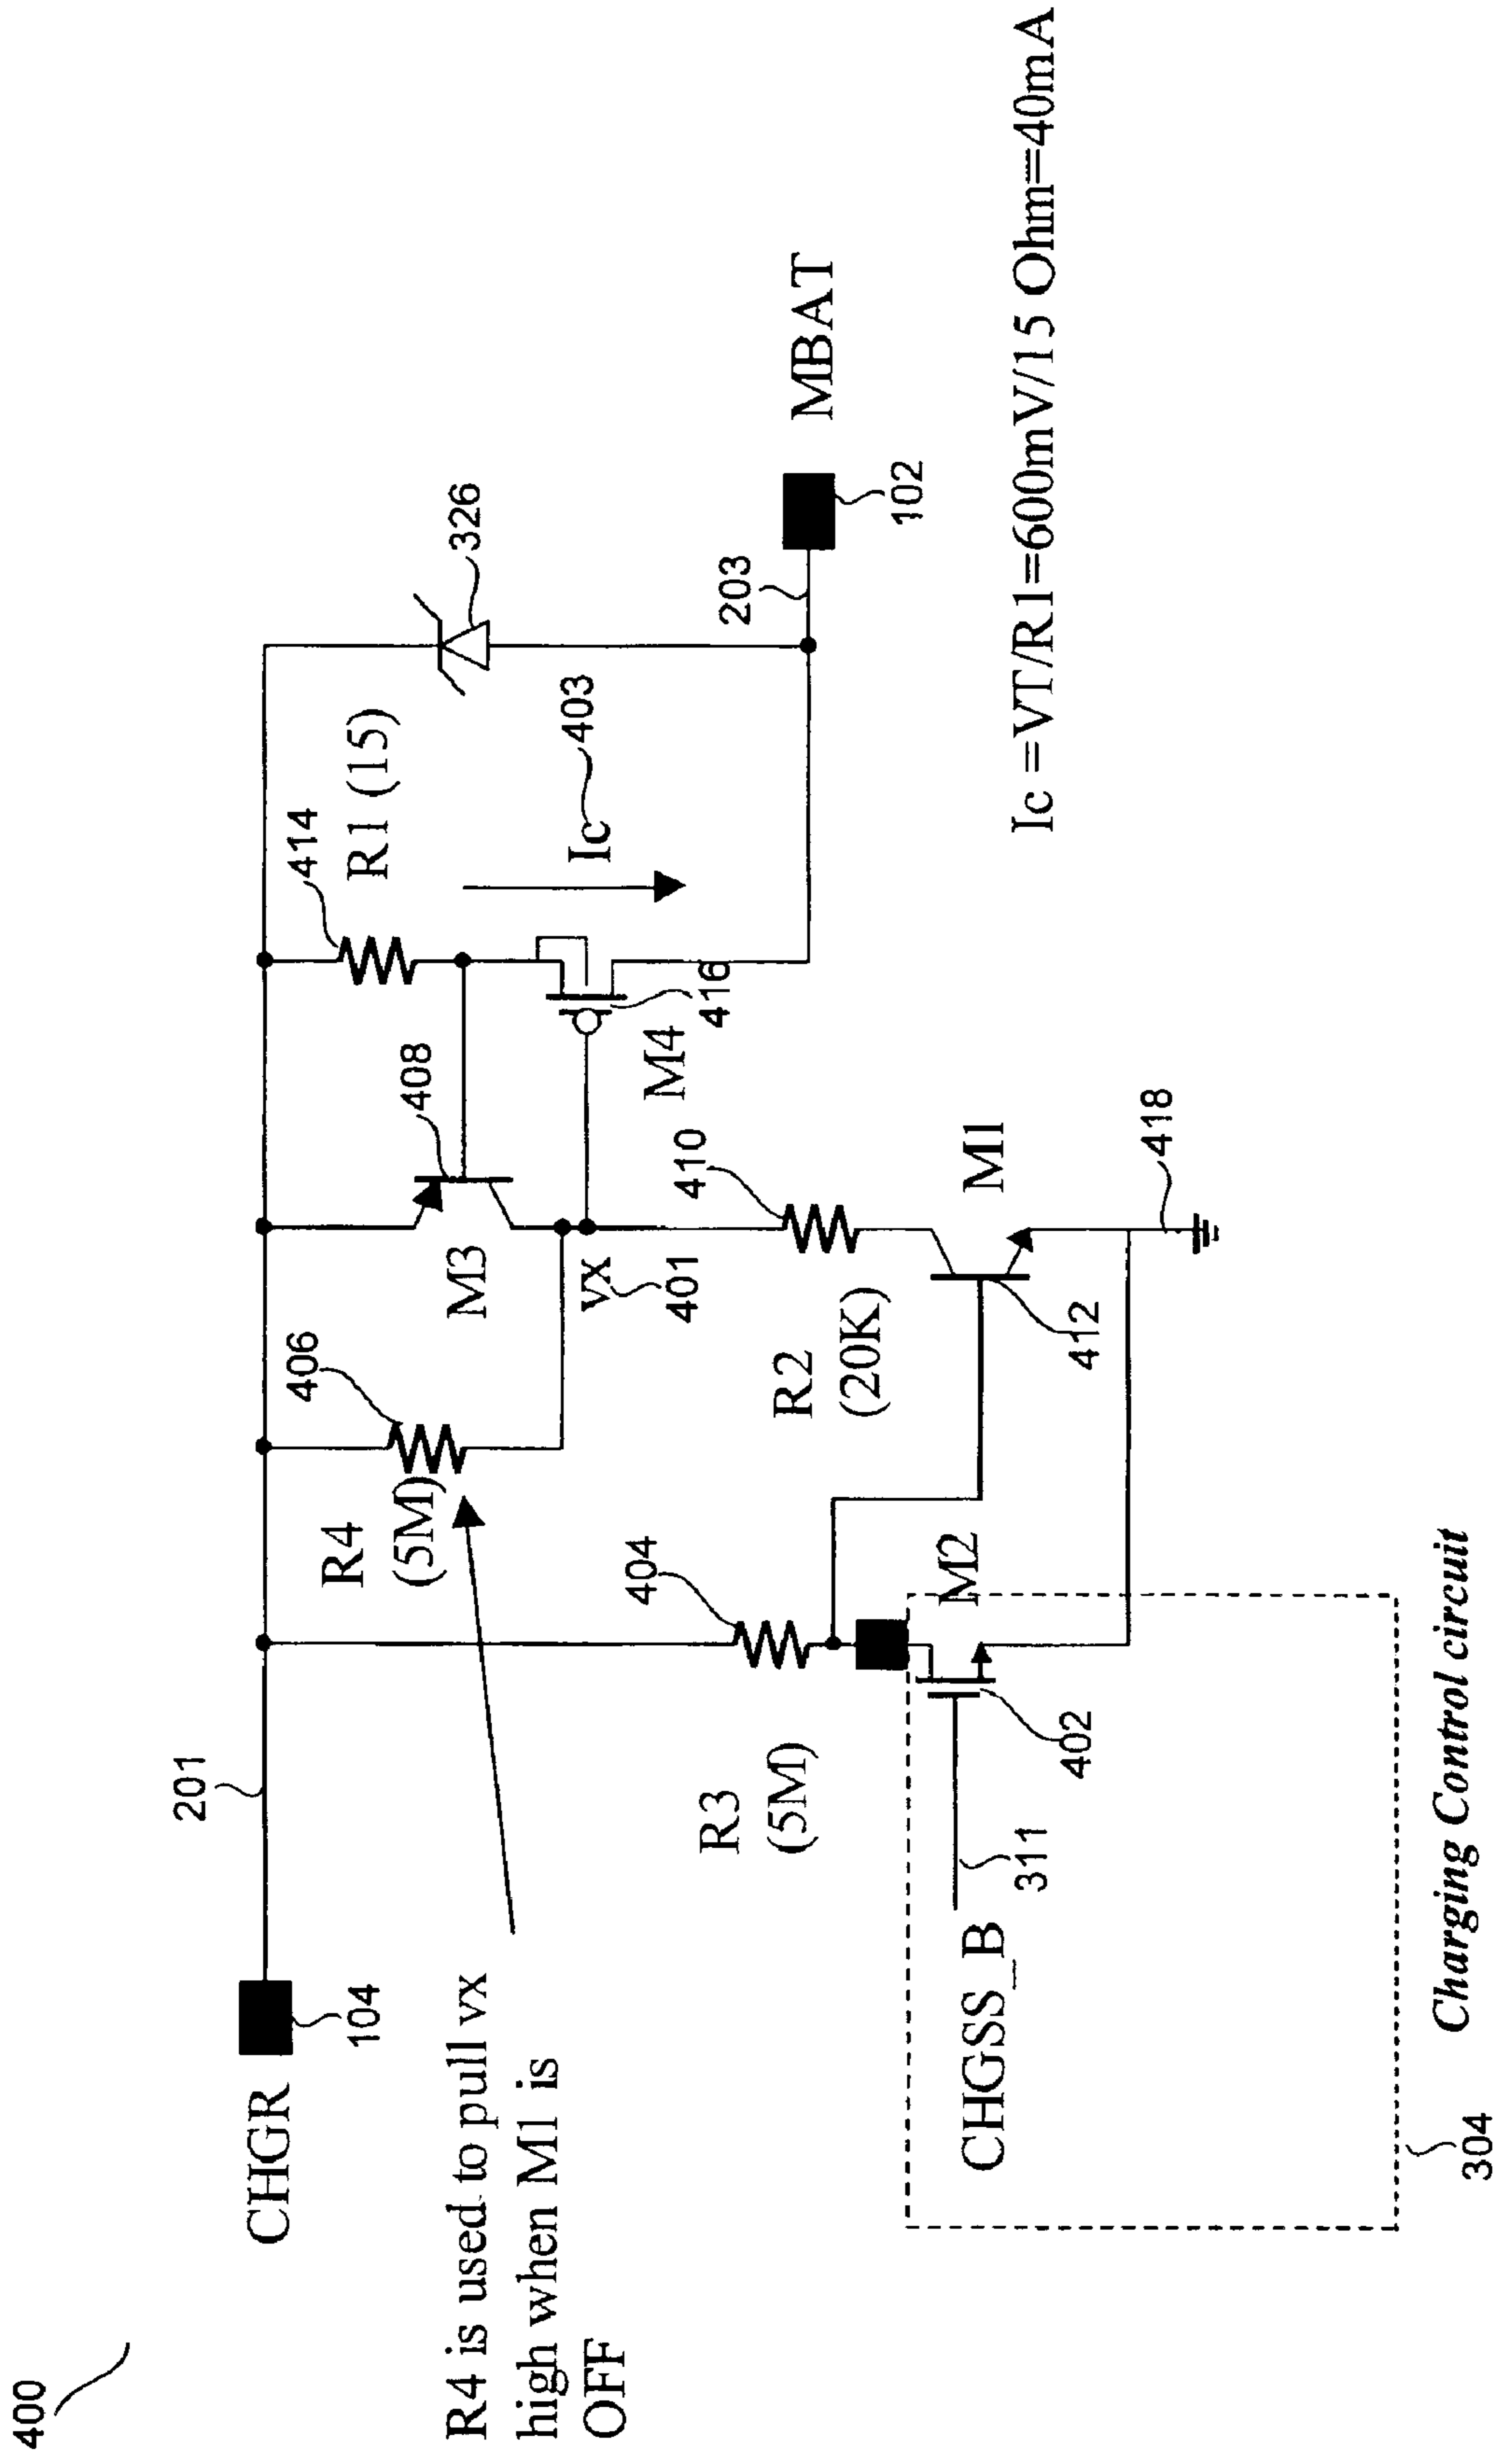 400
CHGR
104
201
R4 is used to pull vx
high when M1 is
OFF
R4
(5M)
406
M3
408
414
R1 (15)
Ic
403
326
vx
401
M4
416
203
MBAT
102
R3
(5M)
404
R2
(20K)
410
M1
412
418
M2
402
CHGSS_B
311
304
Charging Control circuit
Ic =VT/R1=600mV/15 Ohm=40mA